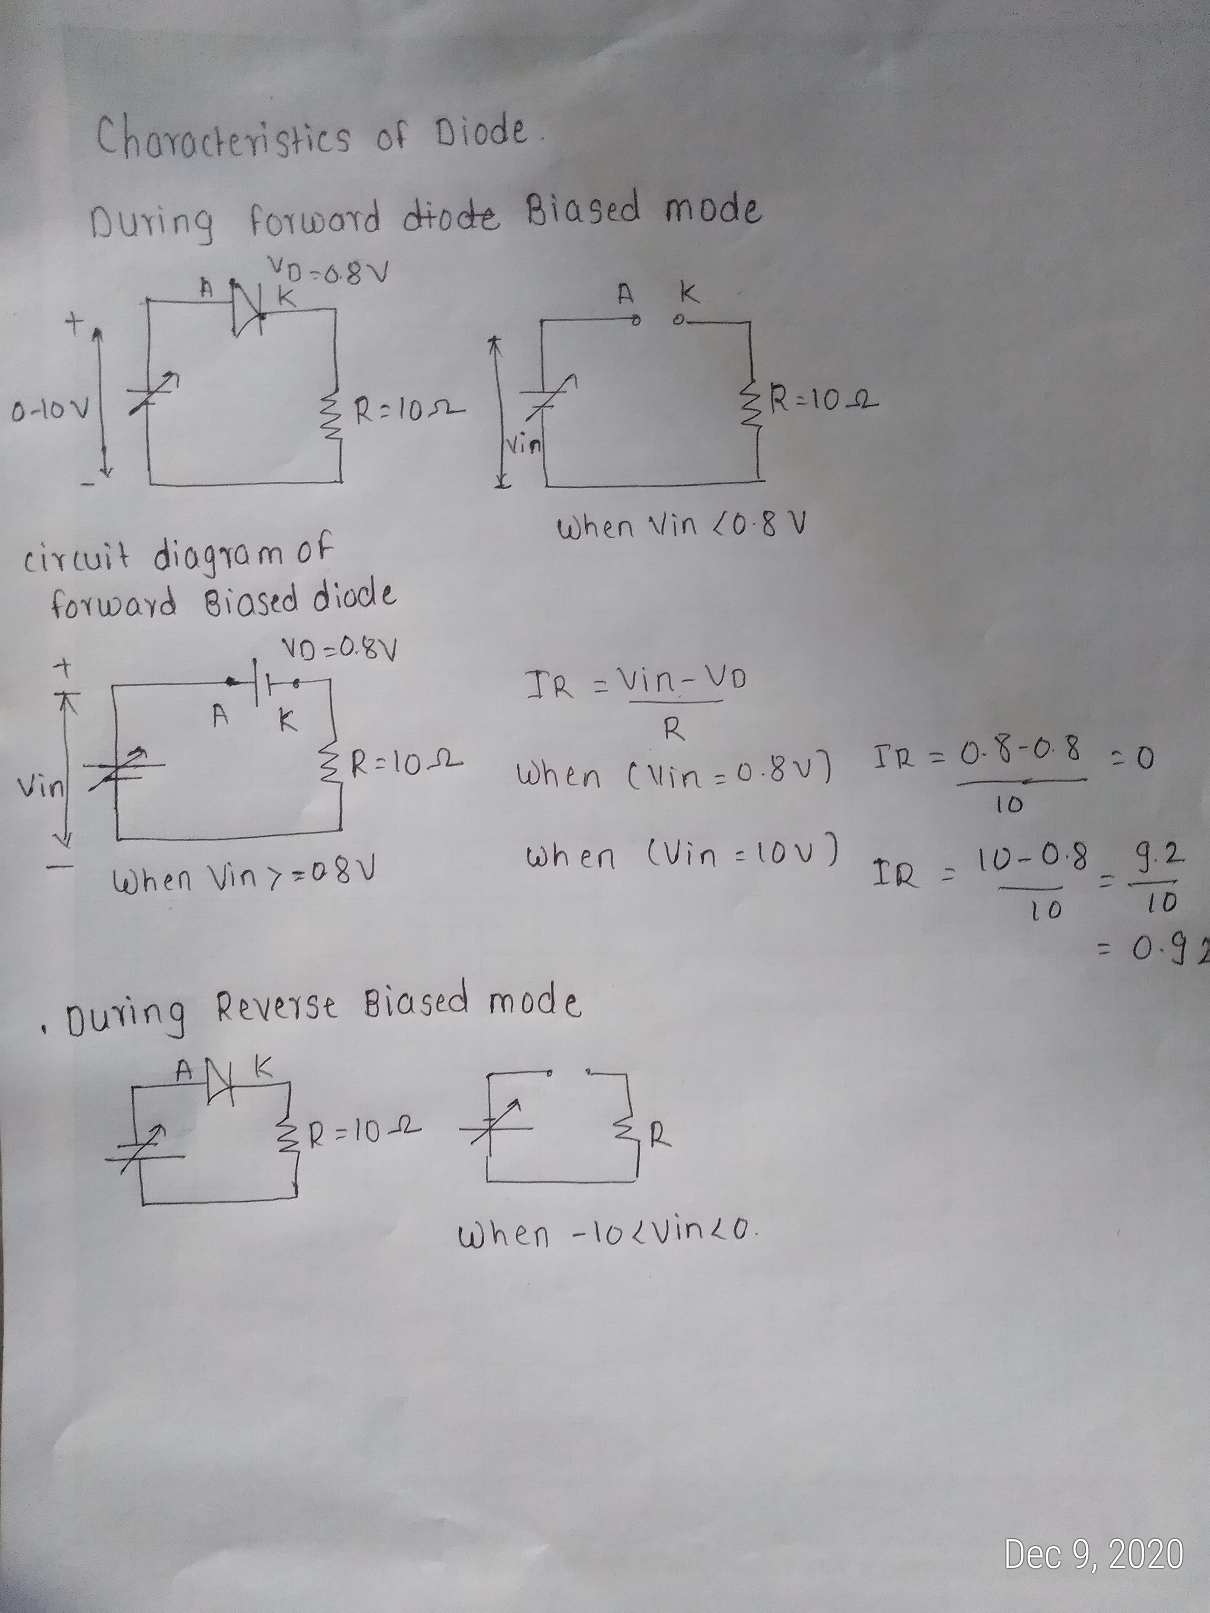 Characteristics of Diode.
During forward diode Biased mode
VD=0.8V
A K
+
0-10V
-
R=10Ω
A K
Vin
R=10Ω
When Vin <0.8 V
circuit diagram of
forward Biased diode
VD=0.8V
+
A K
Vin
R=10Ω
-
When Vin >=08V
IR = Vin-VD
R
When (Vin=0.8V) IR = 0.8-0.8 =0
10
when (Vin=10V) IR = 10-0.8 = 9.2
10 10
= 0.92
. During Reverse Biased mode
A K
R=10Ω
R
When -10<Vin<0.
Dec 9, 2020